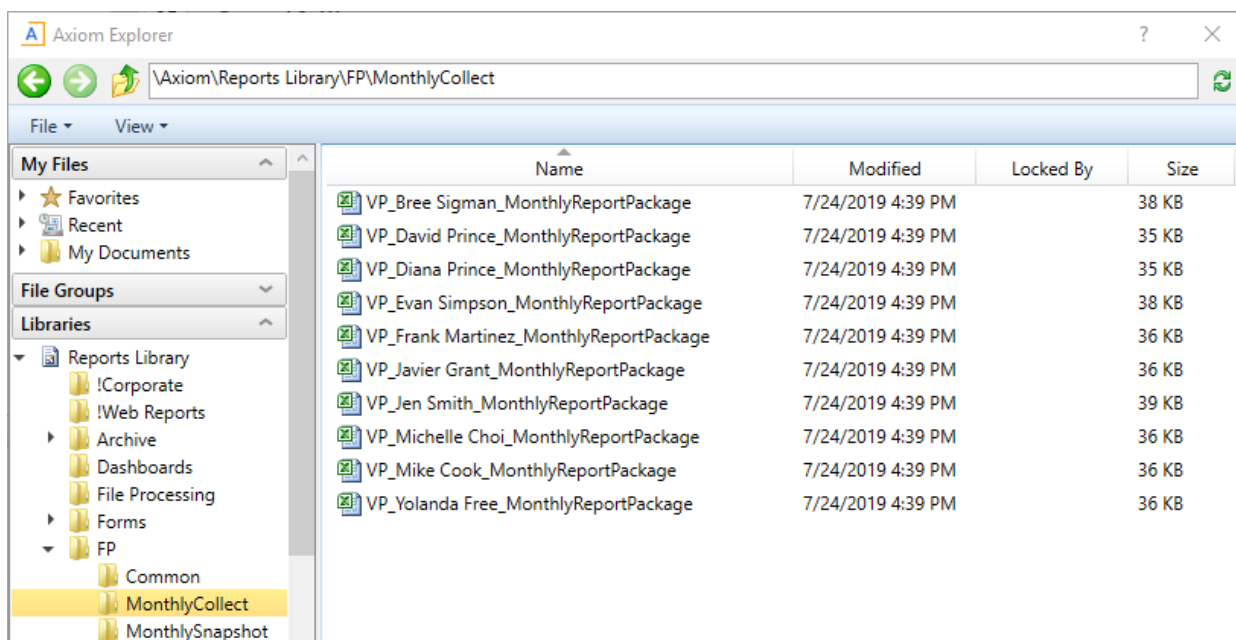 A Axiom Explorer ?
\Axiom\Reports Library\FP\MonthlyCollect
File View
My Files
Favorites
Recent
My Documents
File Groups
Libraries
Reports Library
!Corporate
!Web Reports
Archive
Dashboards
File Processing
Forms
FP
Common
MonthlyCollect
MonthlySnapshot
Name Modified Locked By Size
VP_Bree Sigman_MonthlyReportPackage 7/24/2019 4:39 PM 38 KB
VP_David Prince_MonthlyReportPackage 7/24/2019 4:39 PM 35 KB
VP_Diana Prince_MonthlyReportPackage 7/24/2019 4:39 PM 35 KB
VP_Evan Simpson_MonthlyReportPackage 7/24/2019 4:39 PM 38 KB
VP_Frank Martinez_MonthlyReportPackage 7/24/2019 4:39 PM 36 KB
VP_Javier Grant_MonthlyReportPackage 7/24/2019 4:39 PM 36 KB
VP_Jen Smith_MonthlyReportPackage 7/24/2019 4:39 PM 39 KB
VP_Michelle Choi_MonthlyReportPackage 7/24/2019 4:39 PM 36 KB
VP_Mike Cook_MonthlyReportPackage 7/24/2019 4:39 PM 36 KB
VP_Yolanda Free_MonthlyReportPackage 7/24/2019 4:39 PM 36 KB